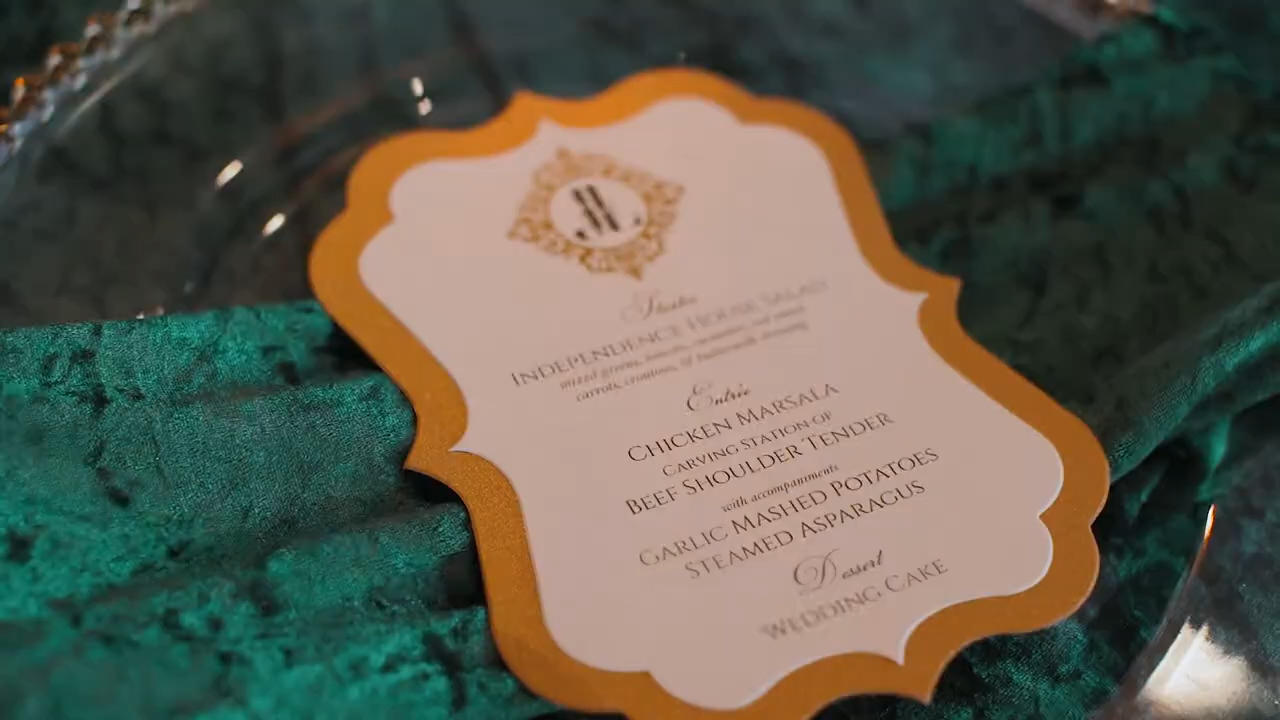 Starter
INDEPENDENCE HOUSE SALAD
mixed greens, tomato, cucumber, red onion
carrots, croutons, & buttermilk dressing
Entrée
CHICKEN MARSALA
CARVING STATION OF
BEEF SHOULDER TENDER
with accompaniments
GARLIC MASHED POTATOES
STEAMED ASPARAGUS
Dessert
WEDDING CAKE